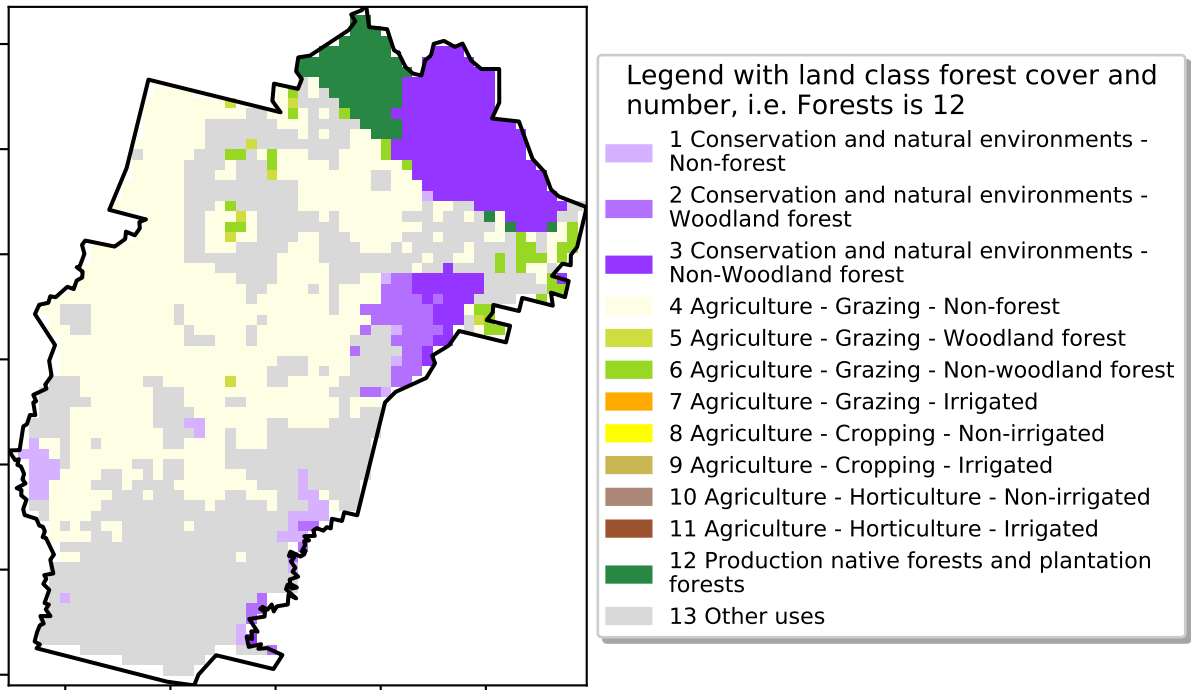 Legend with land class forest cover and
number, i.e. Forests is 12
1 Conservation and natural environments -
Non-forest
2 Conservation and natural environments -
Woodland forest
3 Conservation and natural environments -
Non-Woodland forest
4 Agriculture - Grazing - Non-forest
5 Agriculture - Grazing - Woodland forest
6 Agriculture - Grazing - Non-woodland forest
7 Agriculture - Grazing - Irrigated
8 Agriculture - Cropping - Non-irrigated
9 Agriculture - Cropping - Irrigated
10 Agriculture - Horticulture - Non-irrigated
11 Agriculture - Horticulture - Irrigated
12 Production native forests and plantation
forests
13 Other uses